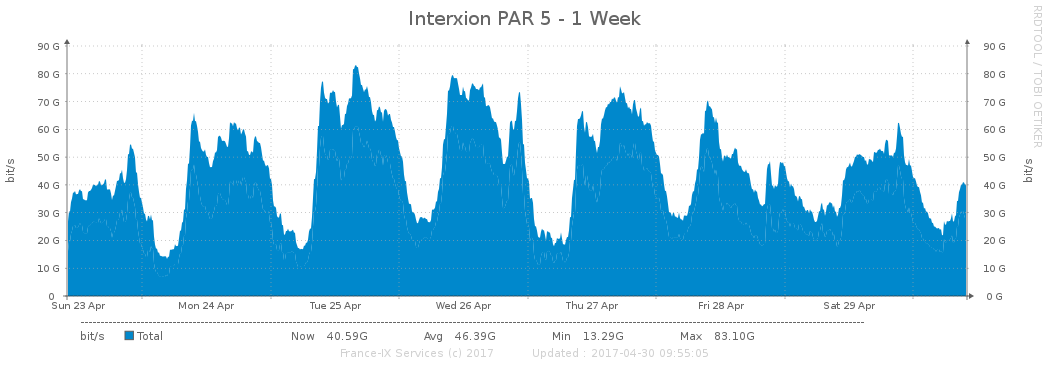 Interxion PAR 5 - 1 Week
RRDTOOL / TOBI OETIKER
90 G 90 G
80 G 80 G
70 G 70 G
60 G 60 G
50 G 50 G
40 G 40 G
30 G 30 G
20 G 20 G
10 G 10 G
0 0 G
bit/s
bit/s
Sun 23 Apr Mon 24 Apr Tue 25 Apr Wed 26 Apr Thu 27 Apr Fri 28 Apr Sat 29 Apr
bit/s Total Now 40.59G Avg 46.39G Min 13.29G Max 83.10G
France-IX Services (c) 2017 Updated : 2017-04-30 09:55:05